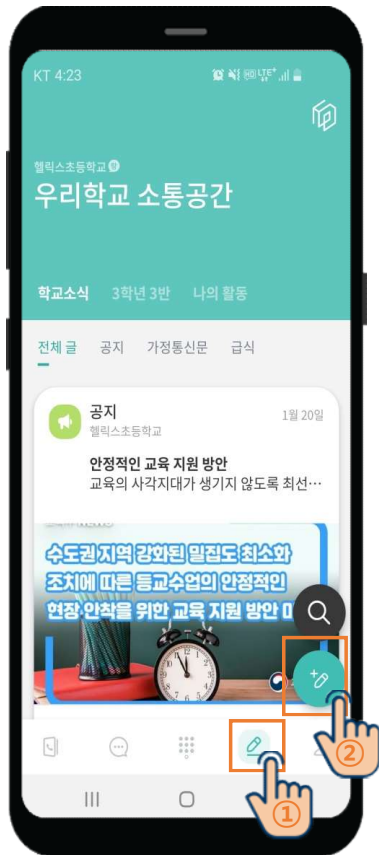 KT 4:23
LTE+
헬릭스초등학교
우리학교 소통공간
학교소식 3학년 3반 나의 활동
전체 글 공지 가정통신문 급식
공지
1월 20일
헬릭스초등학교
안정적인 교육 지원 방안
교육의 사각지대가 생기지 않도록 최선…
NEWS
수도권 지역 강화된 밀집도 최소화
조치에 따른 등교수업의 안정적인
현장 안착을 위한 교육 지원 방안
②
①